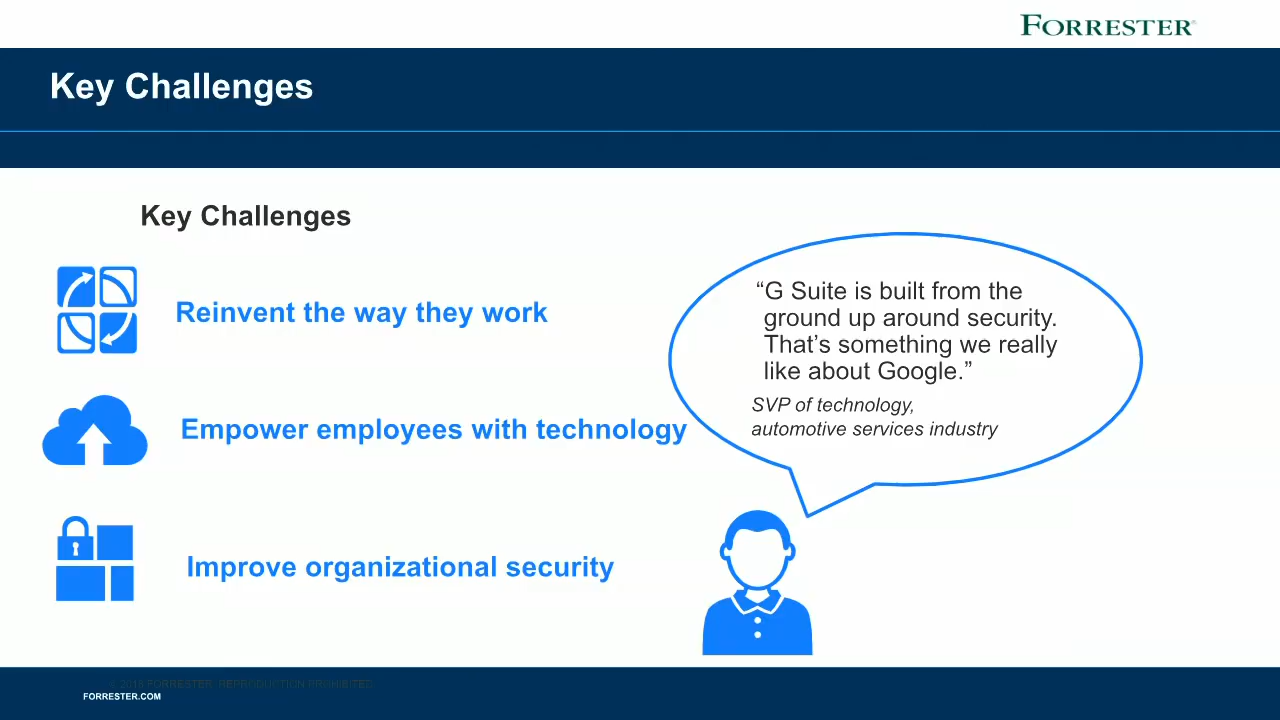 FORRESTER®
Key Challenges
Key Challenges
Reinvent the way they work
Empower employees with technology
Improve organizational security
“G Suite is built from the
ground up around security.
That’s something we really
like about Google.”
SVP of technology,
automotive services industry
REPRODUCTION PROHIBITED
FORRESTER.COM